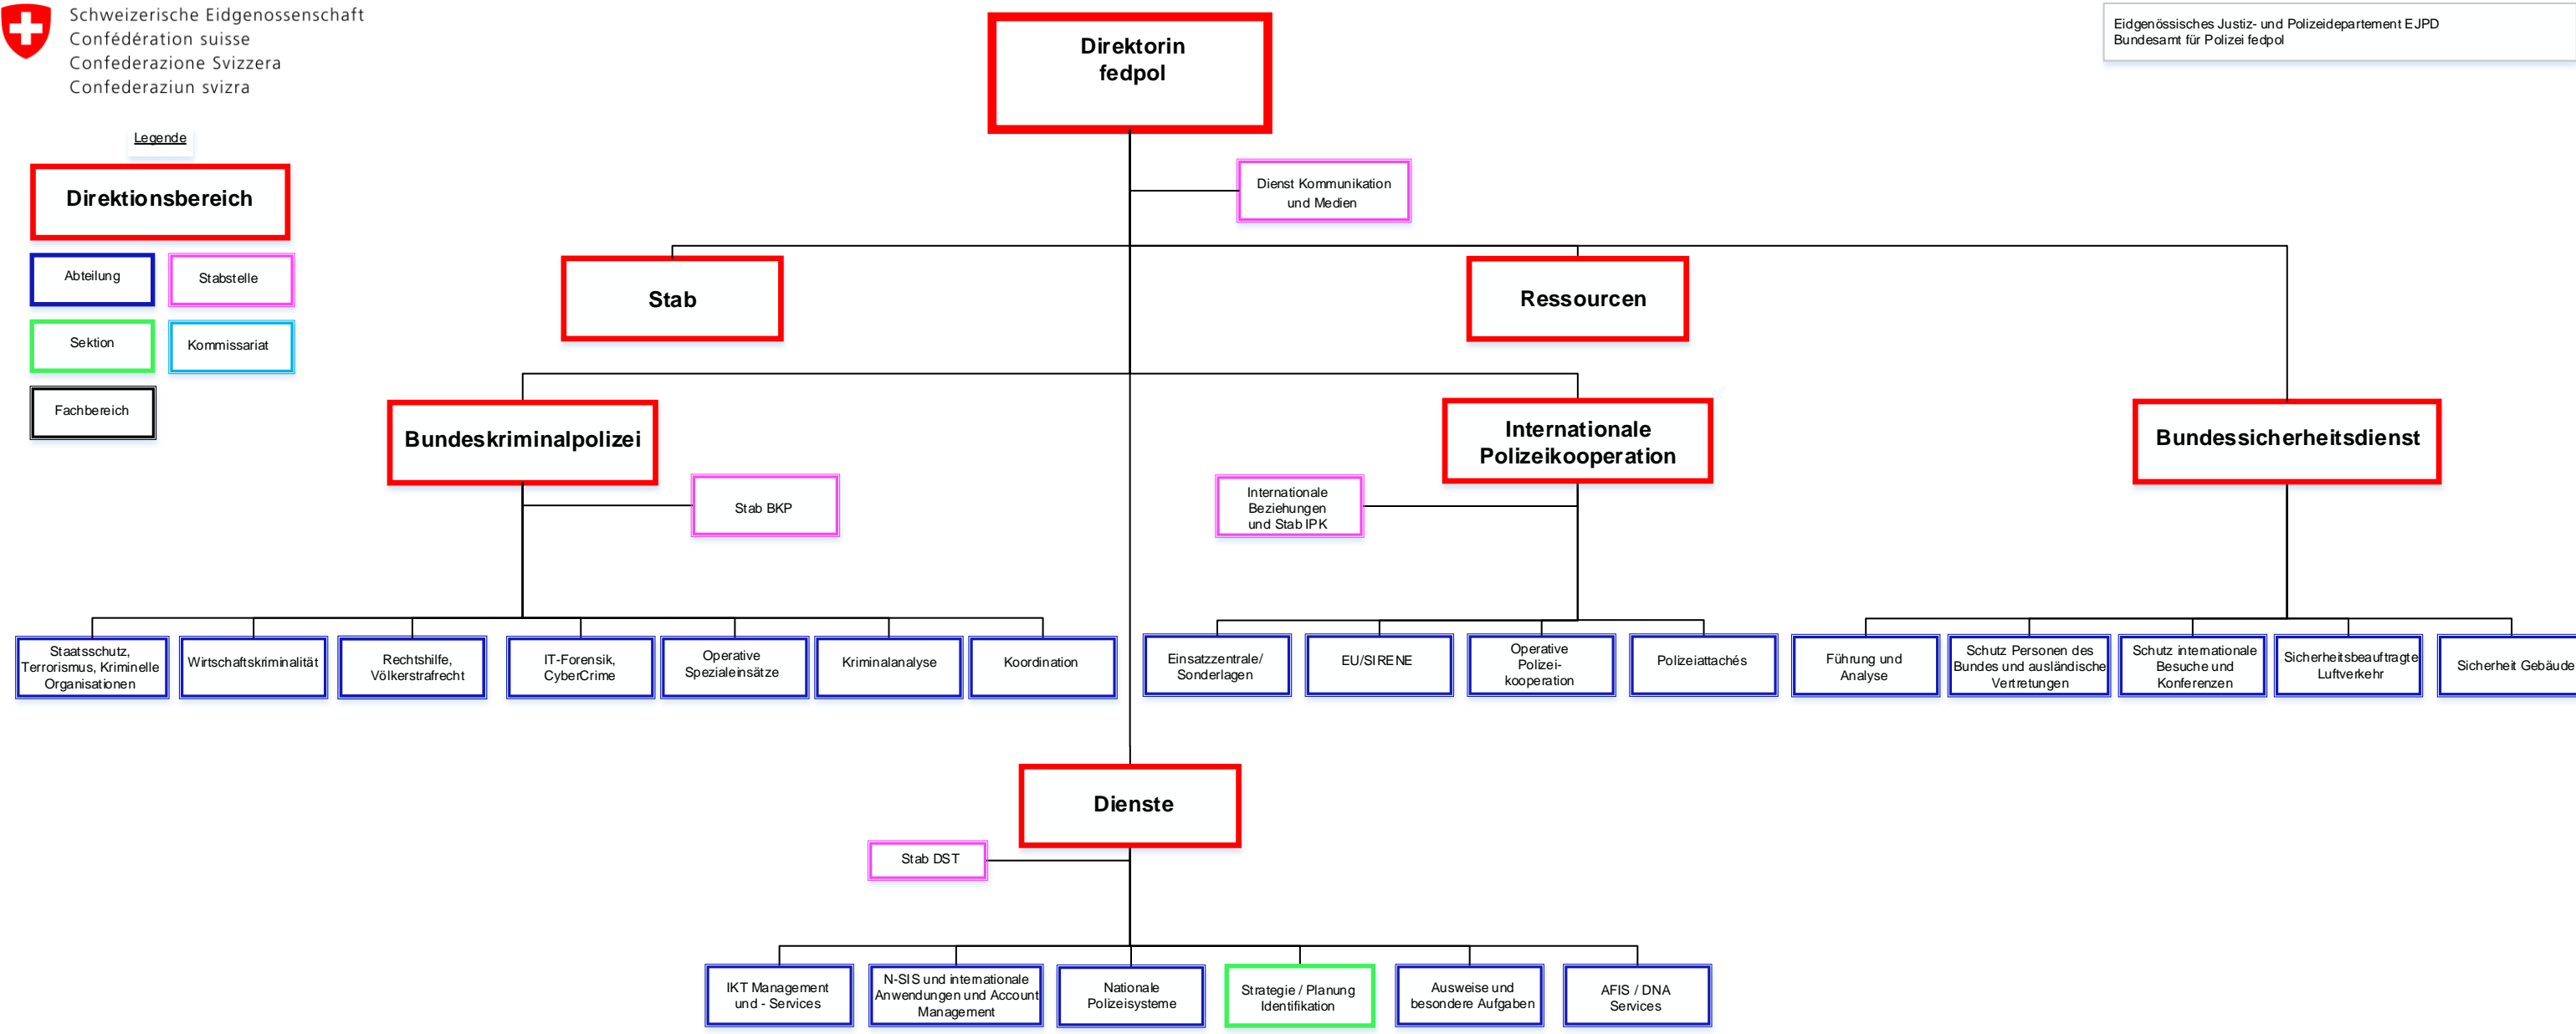 Schweizerische Eidgenossenschaft
Confédération suisse
Confederazione Svizzera
Confederaziun svizra
Eidgenössisches Justiz- und Polizeidepartement EJPD
Bundesamt für Polizei fedpol
Direktorin
fedpol
Legende
Direktionsbereich
Abteilung
Stabstelle
Sektion
Kommissariat
Fachbereich
Dienst Kommunikation
und Medien
Stab
Ressourcen
Bundeskriminalpolizei
Internationale
Polizeikooperation
Bundessicherheitsdienst
Stab BKP
Internationale
Beziehungen
und Stab IPK
Staatsschutz,
Terrorismus, Kriminelle
Organisationen
Wirtschaftskriminalität
Rechtshilfe,
Völkerstrafrecht
IT-Forensik,
CyberCrime
Operative
Spezialeinsätze
Kriminalanalyse
Koordination
Einsatzzentrale/
Sonderlagen
EU/SIRENE
Operative
Polizei-
kooperation
Polizeiattachés
Führung und
Analyse
Schutz Personen des
Bundes und ausländische
Vertretungen
Schutz internationale
Besuche und
Konferenzen
Sicherheitsbeauftragte
Luftverkehr
Sicherheit Gebäude
Dienste
Stab DST
IKT Management
und - Services
N-SIS und internationale
Anwendungen und Account
Management
Nationale
Polizeisysteme
Strategie / Planung
Identifikation
Ausweise und
besondere Aufgaben
AFIS / DNA
Services